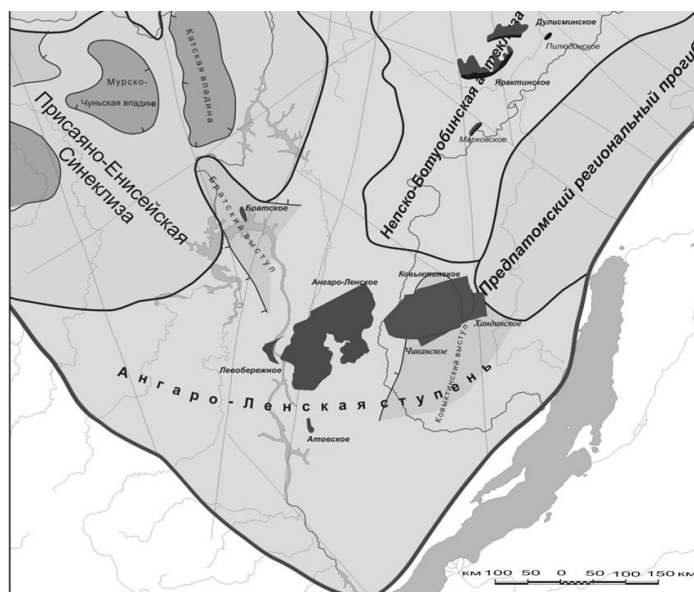 Дулисминское
Пилюдинское
Ярактинское
Марковское
Непско-Ботуобинская антеклиза
Предпатомский региональный прогиб
Катская впадина
Мурско-
Чуньская впадина
Присаяно-Енисейская
Синеклиза
Братский выступ
Братское
Ангаро-Ленское
Ковыктинское
Хандинское
Чиканское
Ковыктинский выступ
Левобережное
Ангаро-Ленская ступень
Атовское
км 100 50 0 50 100 150 км